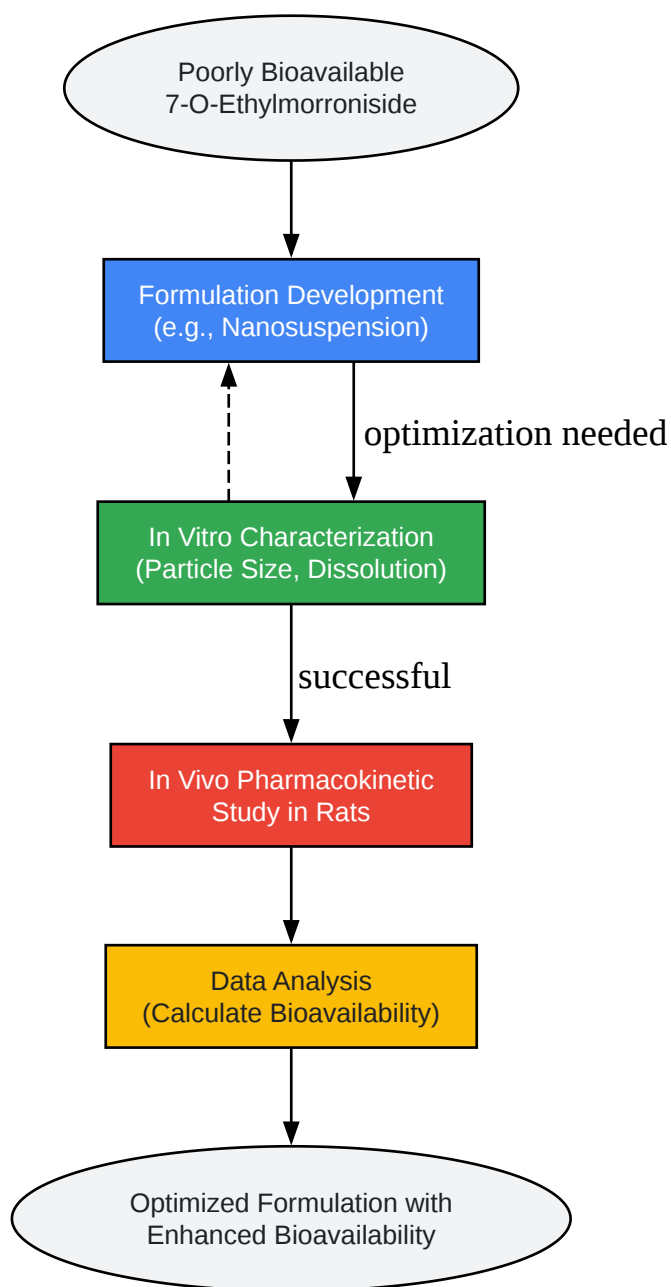 Poorly Bioavailable
7-O-Ethylmorroniside
Formulation Development
(e.g., Nanosuspension)
optimization needed
In Vitro Characterization
(Particle Size, Dissolution)
successful
In Vivo Pharmacokinetic
Study in Rats
Data Analysis
(Calculate Bioavailability)
Optimized Formulation with
Enhanced Bioavailability